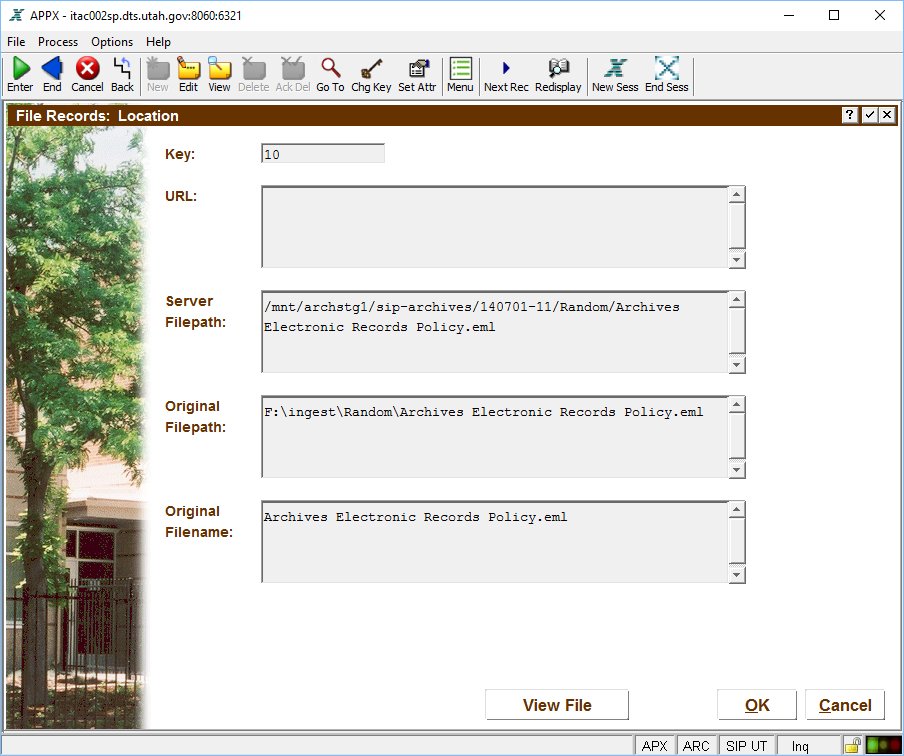 APPX - itac002sp.dts.utah.gov:8060:6321
File Process Options Help
Enter End Cancel Back New Edit View Delete Ack Del Go To Chg Key Set Attr Menu Next Rec Redisplay New Sess End Sess
File Records: Location
?
Key: 10
URL:
Server Filepath:
/mnt/archstg1/sip-archives/140701-11/Random/Archives
Electronic Records Policy.eml
Original Filepath:
F:\ingest\Random\Archives Electronic Records Policy.eml
Original Filename:
Archives Electronic Records Policy.eml
View File OK Cancel
APX ARC SIP UT Inq